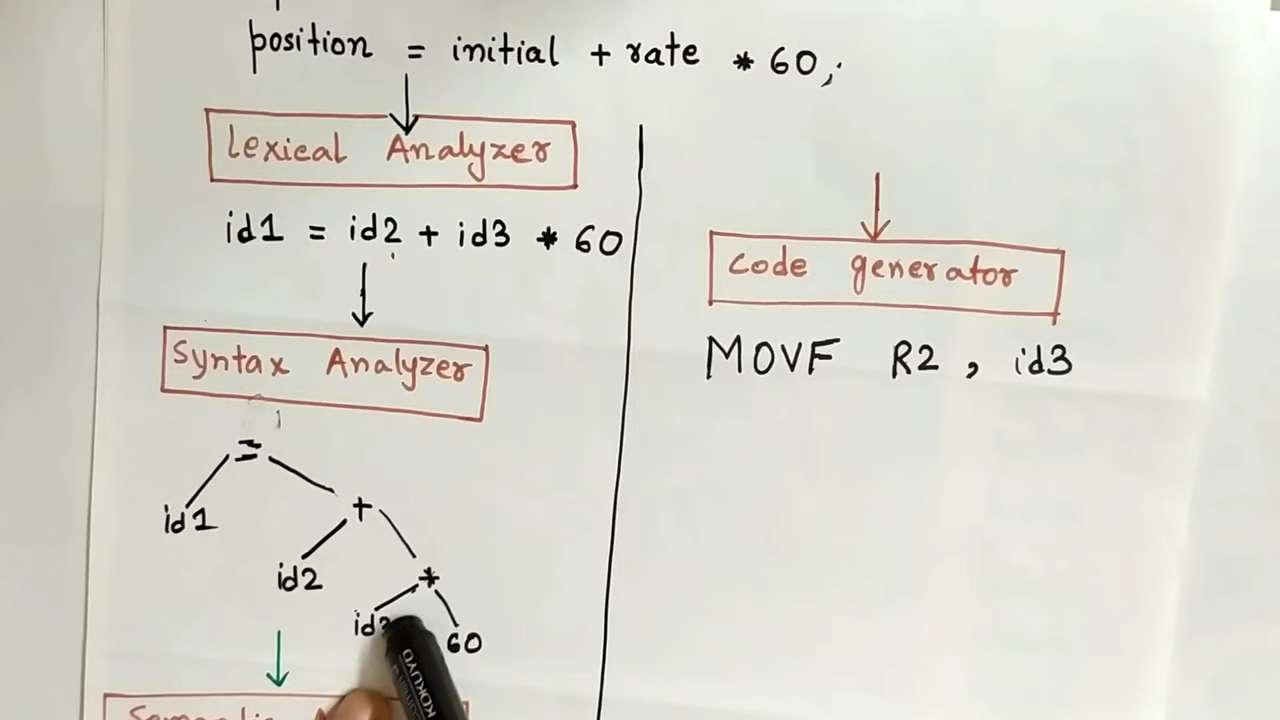 position = initial + rate * 60;
Lexical Analyzer
id1 = id2 + id3 * 60
Syntax Analyzer
=
id1
+
id2
*
60
KOKUYO
code generator
MOVF R2, id3